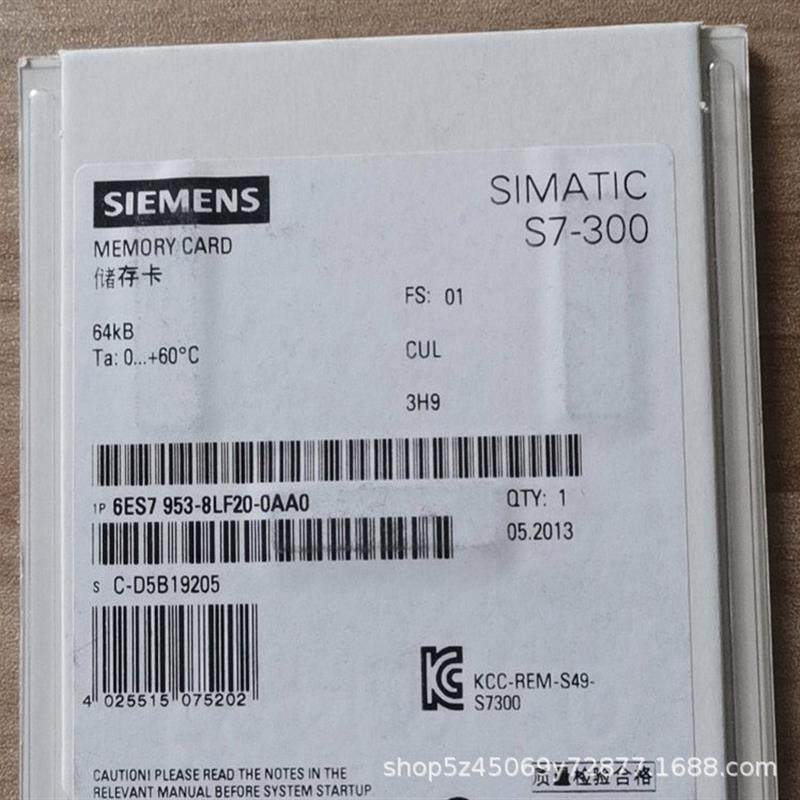 SIEMENS
SIMATIC
S7-300
MEMORY CARD
储存卡
FS: 01
64kB
Ta: 0...+60°C
CUL
3H9
1P 6ES7 953-8LF20-0AA0
QTY: 1
05.2013
S C-D5B19205
4 025515 075202
KCC-REM-S49-
S7300
CAUTION! PLEASE READ THE NOTES IN THE
RELEVANT MANUAL BEFORE SYSTEM STARTUP.
shop5z45069y72877.1688.com
质量检验合格